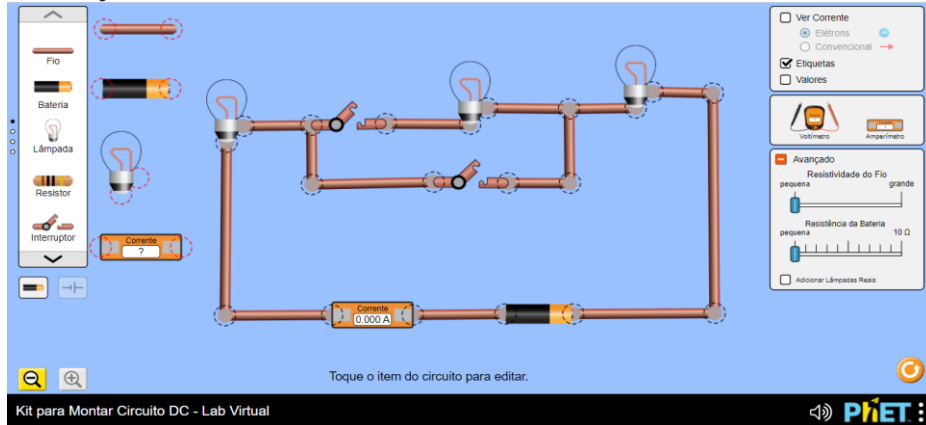 Fio
Bateria
Lâmpada
Resistor
Interruptor
Corrente
?
Corrente
0.000 A
Toque o item do circuito para editar.
Ver Corrente
Elétrons
Convencional
Etiquetas
Valores
Voltímetro
Amperímetro
Avançado
Resistividade do Fio
pequena grande
Resistência da Bateria
pequena 10 Ω
Adicionar Lâmpadas Reais
Kit para Montar Circuito DC - Lab Virtual
PhET